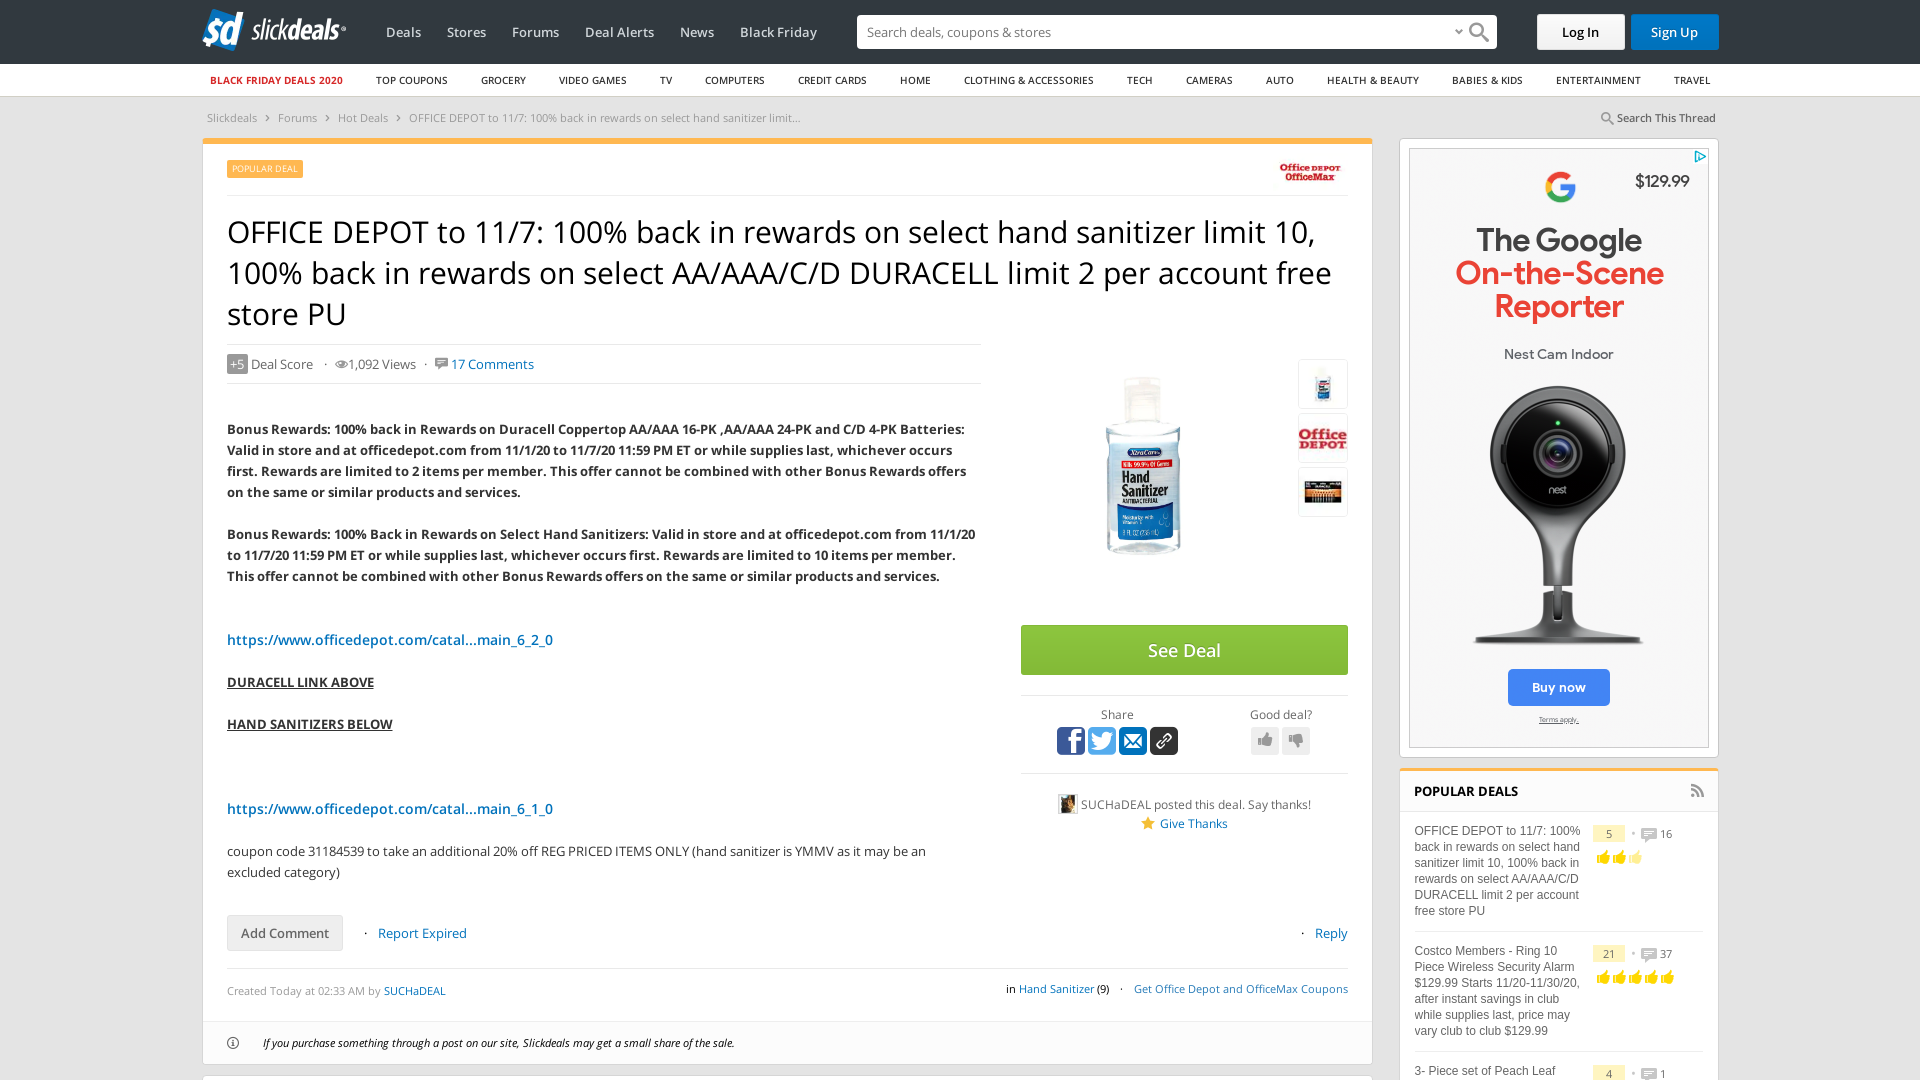 slickdeals
Deals
Stores
Forums
Deal Alerts
News
Black Friday
Search deals, coupons & stores
Log In
Sign Up
BLACK FRIDAY DEALS 2020
TOP COUPONS
GROCERY
VIDEO GAMES
TV
COMPUTERS
CREDIT CARDS
HOME
CLOTHING & ACCESSORIES
TECH
CAMERAS
AUTO
HEALTH & BEAUTY
BABIES & KIDS
ENTERTAINMENT
TRAVEL
Slickdeals › Forums › Hot Deals › OFFICE DEPOT to 11/7: 100% back in rewards on select hand sanitizer limit...
Search This Thread
POPULAR DEAL
Office DEPOT
OfficeMax
OFFICE DEPOT to 11/7: 100% back in rewards on select hand sanitizer limit 10,
100% back in rewards on select AA/AAA/C/D DURACELL limit 2 per account free
store PU
+5 Deal Score · 1,092 Views · 17 Comments
Bonus Rewards: 100% back in Rewards on Duracell Coppertop AA/AAA 16-PK ,AA/AAA 24-PK and C/D 4-PK Batteries:
Valid in store and at officedepot.com from 11/1/20 to 11/7/20 11:59 PM ET or while supplies last, whichever occurs
first. Rewards are limited to 2 items per member. This offer cannot be combined with other Bonus Rewards offers
on the same or similar products and services.
Bonus Rewards: 100% Back in Rewards on Select Hand Sanitizers: Valid in store and at officedepot.com from 11/1/20
to 11/7/20 11:59 PM ET or while supplies last, whichever occurs first. Rewards are limited to 10 items per member.
This offer cannot be combined with other Bonus Rewards offers on the same or similar products and services.
https://www.officedepot.com/catal...main_6_2_0
DURACELL LINK ABOVE
HAND SANITIZERS BELOW
https://www.officedepot.com/catal...main_6_1_0
coupon code 31184539 to take an additional 20% off REG PRICED ITEMS ONLY (hand sanitizer is YMMV as it may be an
excluded category)
Add Comment
· Report Expired
· Reply
Created Today at 02:33 AM by SUCHaDEAL
in Hand Sanitizer (9) · Get Office Depot and OfficeMax Coupons
If you purchase something through a post on our site, Slickdeals may get a small share of the sale.
XtraCare
Kills 99.9% Of Germs
Hand
Sanitizer
ANTIBACTERIAL
Moisturize with
Vitamin E
8 FL OZ (236 mL)
Office
DEPOT
See Deal
Share
Good deal?
SUCHaDEAL posted this deal. Say thanks!
Give Thanks
$129.99
The Google
On-the-Scene
Reporter
Nest Cam Indoor
nest
Buy now
Terms apply.
POPULAR DEALS
OFFICE DEPOT to 11/7: 100%
back in rewards on select hand
sanitizer limit 10, 100% back in
rewards on select AA/AAA/C/D
DURACELL limit 2 per account
free store PU
5 • 16
Costco Members - Ring 10
Piece Wireless Security Alarm
$129.99 Starts 11/20-11/30/20,
after instant savings in club
while supplies last, price may
vary club to club $129.99
21 • 37
3- Piece set of Peach Leaf
4 • 1